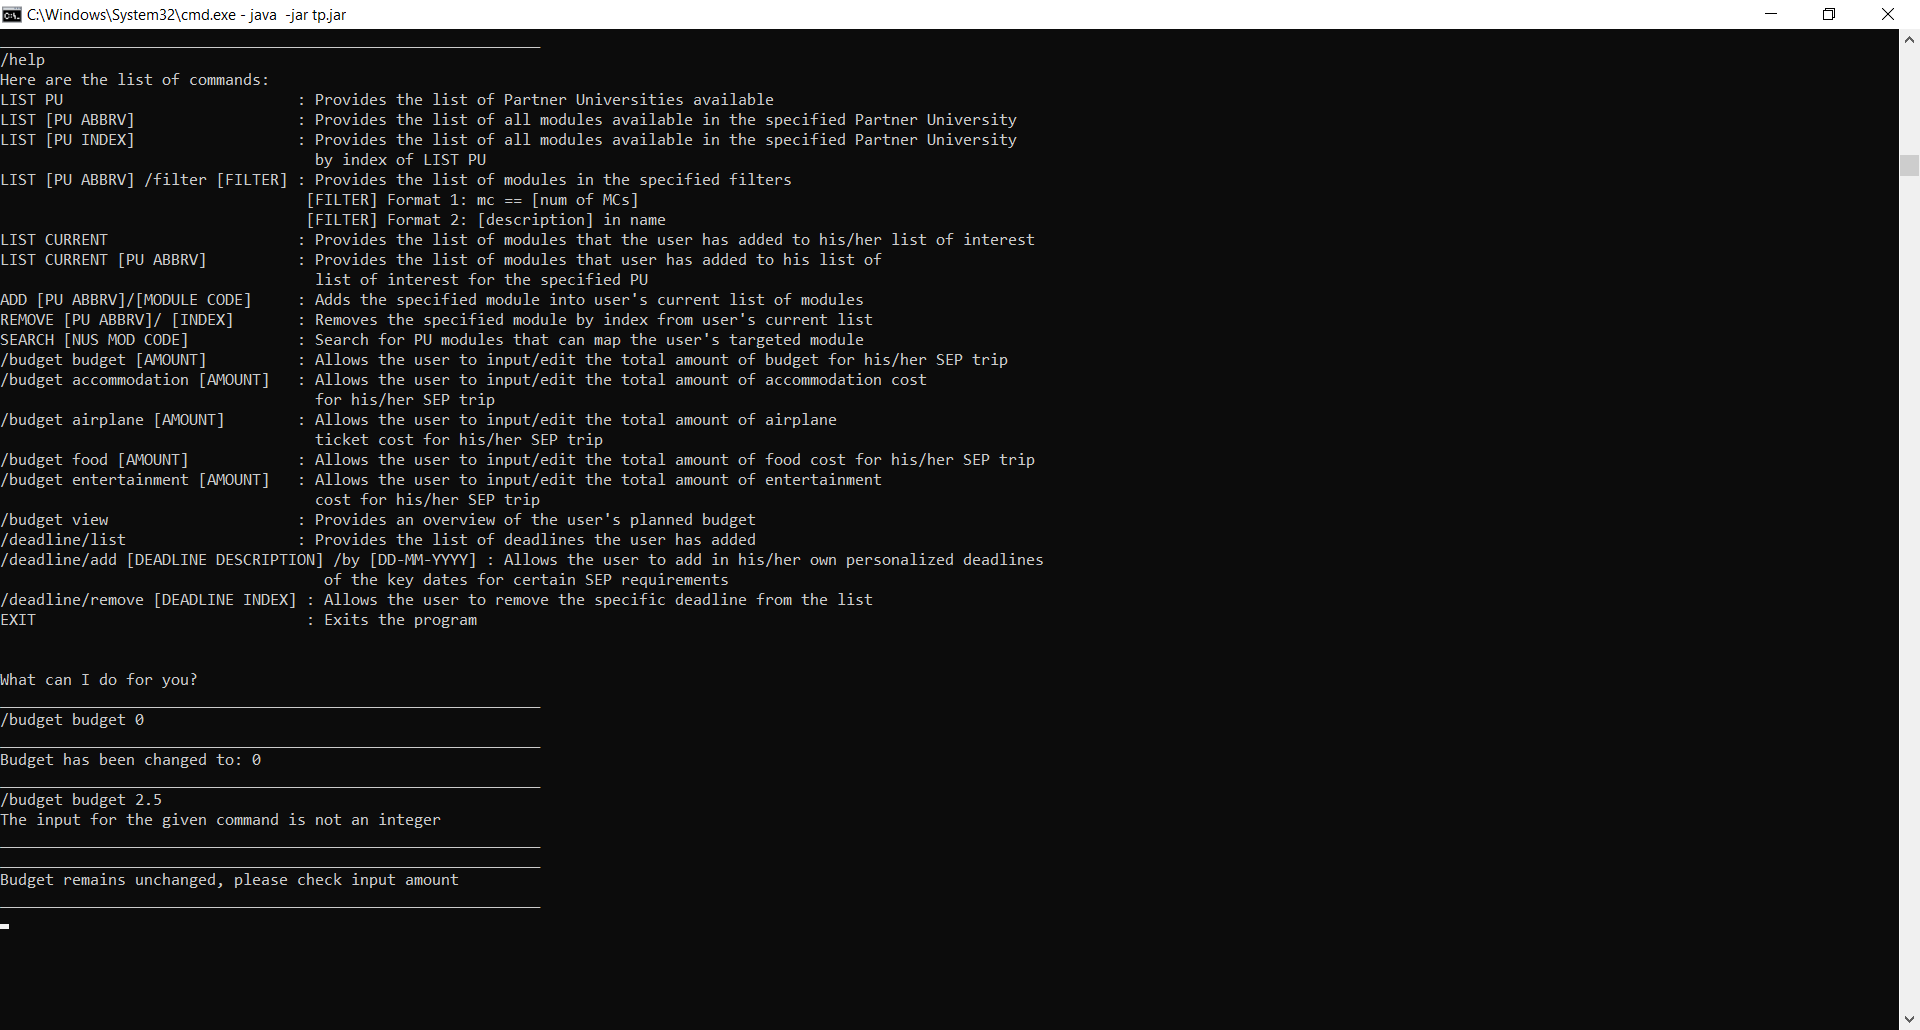 C:\Windows\System32\cmd.exe - java  -jar tp.jar
/help
Here are the list of commands:
LIST PU                          : Provides the list of Partner Universities available
LIST [PU ABBRV]                  : Provides the list of all modules available in the specified Partner University
LIST [PU INDEX]                  : Provides the list of all modules available in the specified Partner University
                                   by index of LIST PU
LIST [PU ABBRV] /filter [FILTER] : Provides the list of modules in the specified filters
                                  [FILTER] Format 1: mc == [num of MCs]
                                  [FILTER] Format 2: [description] in name
LIST CURRENT                     : Provides the list of modules that the user has added to his/her list of interest
LIST CURRENT [PU ABBRV]          : Provides the list of modules that user has added to his list of
                                   list of interest for the specified PU
ADD [PU ABBRV]/[MODULE CODE]     : Adds the specified module into user's current list of modules
REMOVE [PU ABBRV]/ [INDEX]       : Removes the specified module by index from user's current list
SEARCH [NUS MOD CODE]            : Search for PU modules that can map the user's targeted module
/budget budget [AMOUNT]          : Allows the user to input/edit the total amount of budget for his/her SEP trip
/budget accommodation [AMOUNT]   : Allows the user to input/edit the total amount of accommodation cost
                                   for his/her SEP trip
/budget airplane [AMOUNT]        : Allows the user to input/edit the total amount of airplane
                                   ticket cost for his/her SEP trip
/budget food [AMOUNT]            : Allows the user to input/edit the total amount of food cost for his/her SEP trip
/budget entertainment [AMOUNT]   : Allows the user to input/edit the total amount of entertainment
                                   cost for his/her SEP trip
/budget view                     : Provides an overview of the user's planned budget
/deadline/list                   : Provides the list of deadlines the user has added
/deadline/add [DEADLINE DESCRIPTION] /by [DD-MM-YYYY] : Allows the user to add in his/her own personalized deadlines
                                    of the key dates for certain SEP requirements
/deadline/remove [DEADLINE INDEX] : Allows the user to remove the specific deadline from the list
EXIT                              : Exits the program
What can I do for you?
/budget budget 0
Budget has been changed to: 0
/budget budget 2.5
The input for the given command is not an integer
Budget remains unchanged, please check input amount